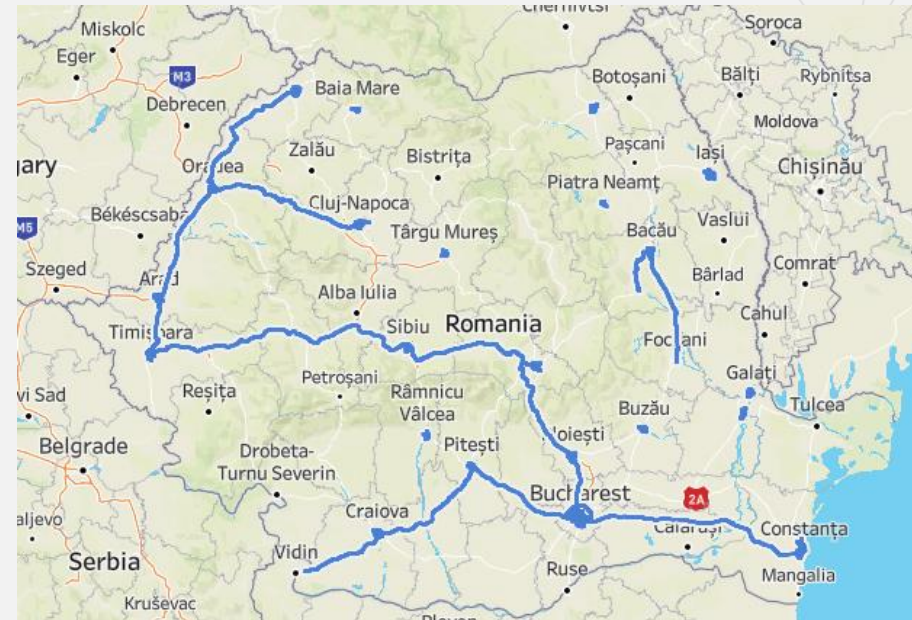 Chernivtsi
Soroca
Miskolc
Eger
M3
Baia Mare
Botoșani
Bălți
Rybnitsa
Debrecen
Moldova
Zalău
Pașcani
Iași
Oradea
Bistrița
Chișinău
gary
Piatra Neamț
Békéscsaba
Cluj-Napoca
Vaslui
M5
Târgu Mureș
Bacău
Szeged
Arad
Bârlad
Comrat
Alba Iulia
Cahul
Timișoara
Sibiu
Romania
Focșani
Petroșani
Galați
vi Sad
Reșița
Râmnicu
Vâlcea
Buzău
Tulcea
Belgrade
Drobeta-
Turnu Severin
Pitești
Ploiești
2A
Bucharest
aljevo
Craiova
Călărași
Constanța
Vidin
Serbia
Ruse
Mangalia
Kruševac
Pleven